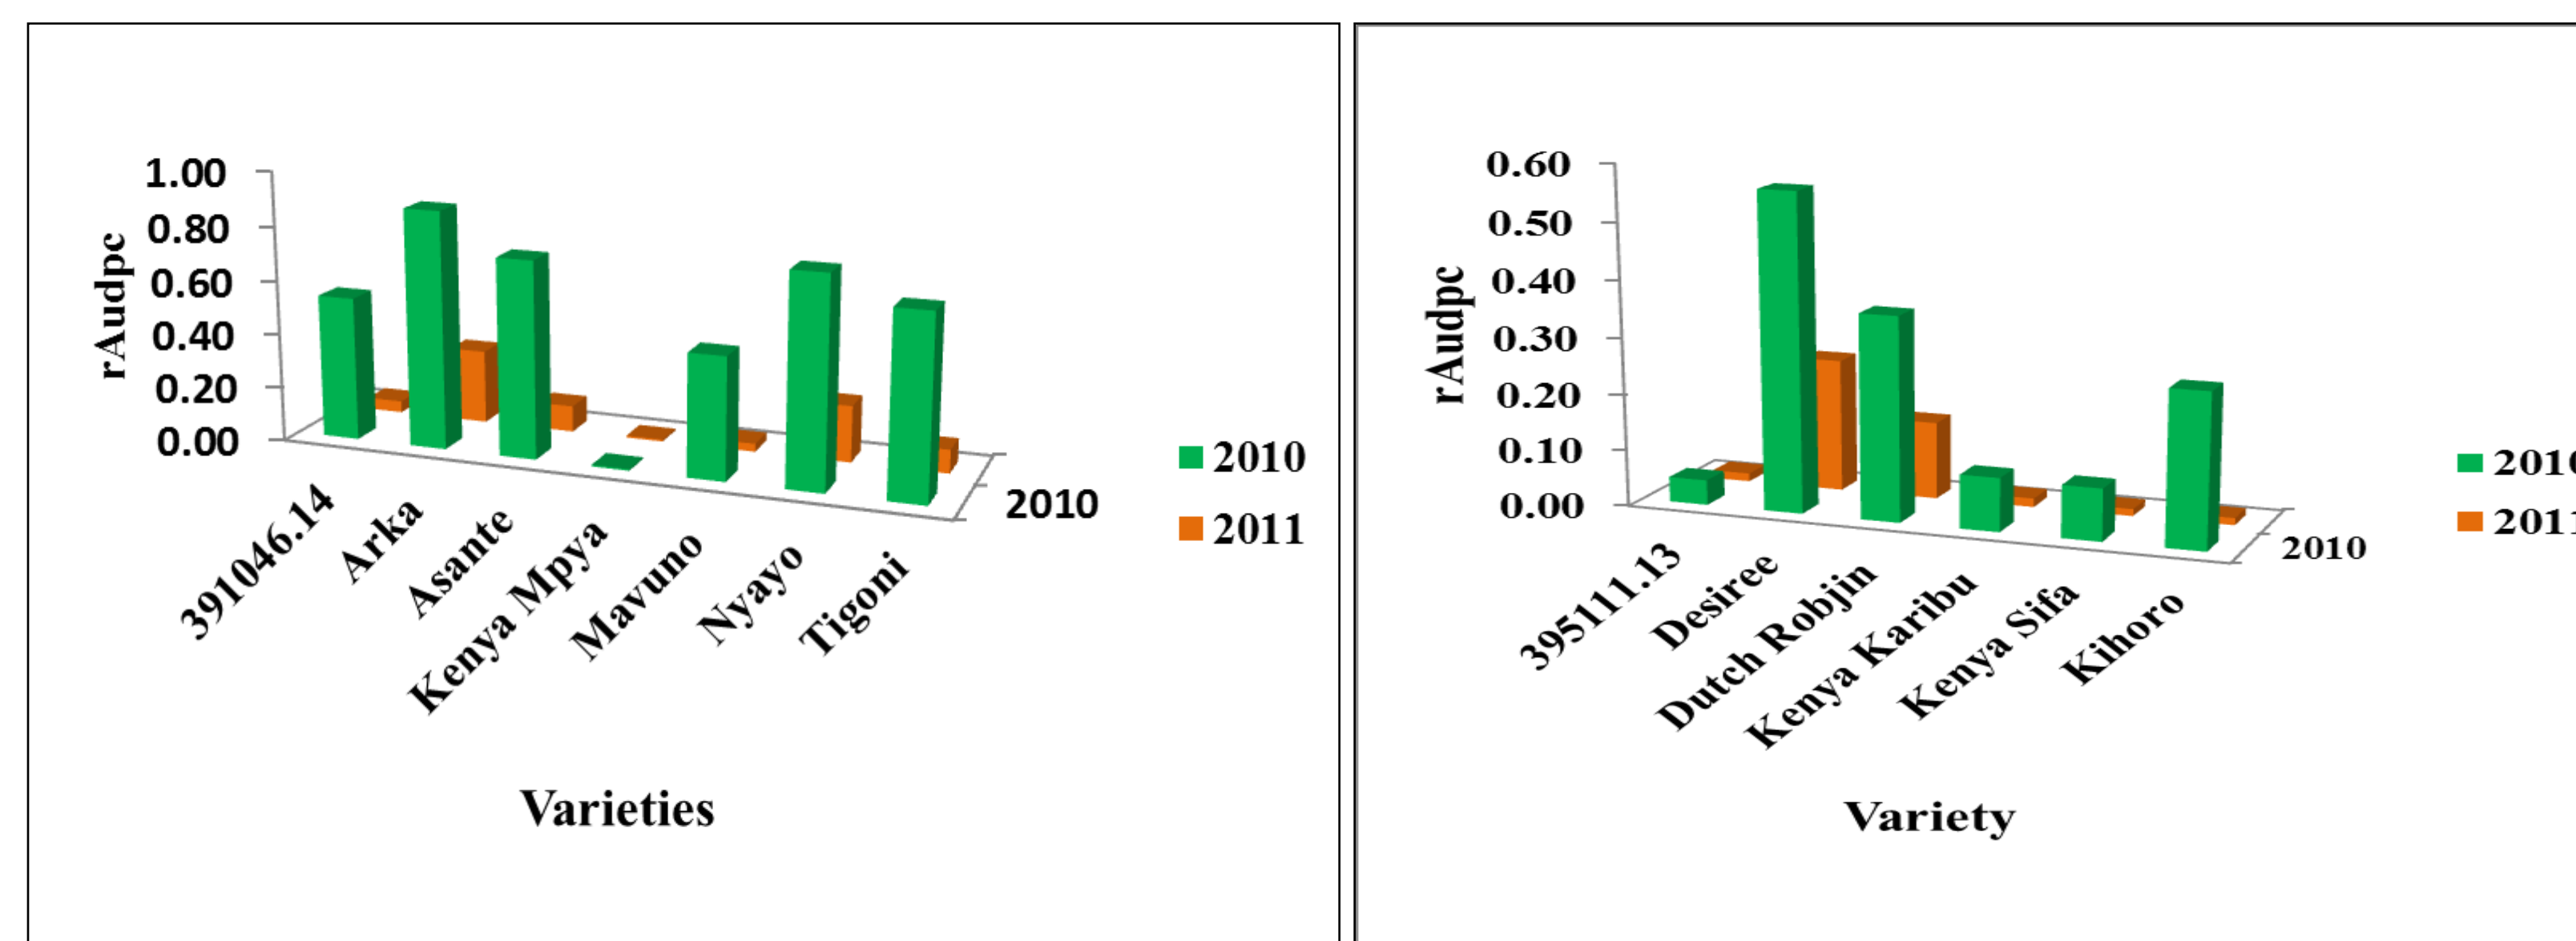 1.00
0.80
0.60
0.40
0.20
0.00
rAudpc
391046.14
Arka
Asante
Kenya Mpya
Mavuno
Nyayo
Tigoni
2010
2010
2011
Varieties
0.60
0.50
0.40
0.30
0.20
0.10
0.00
rAudpc
395111.13
Desiree
Dutch Robjin
Kenya Karibu
Kenya Sifa
Kihoro
2010
2010
2011
Variety